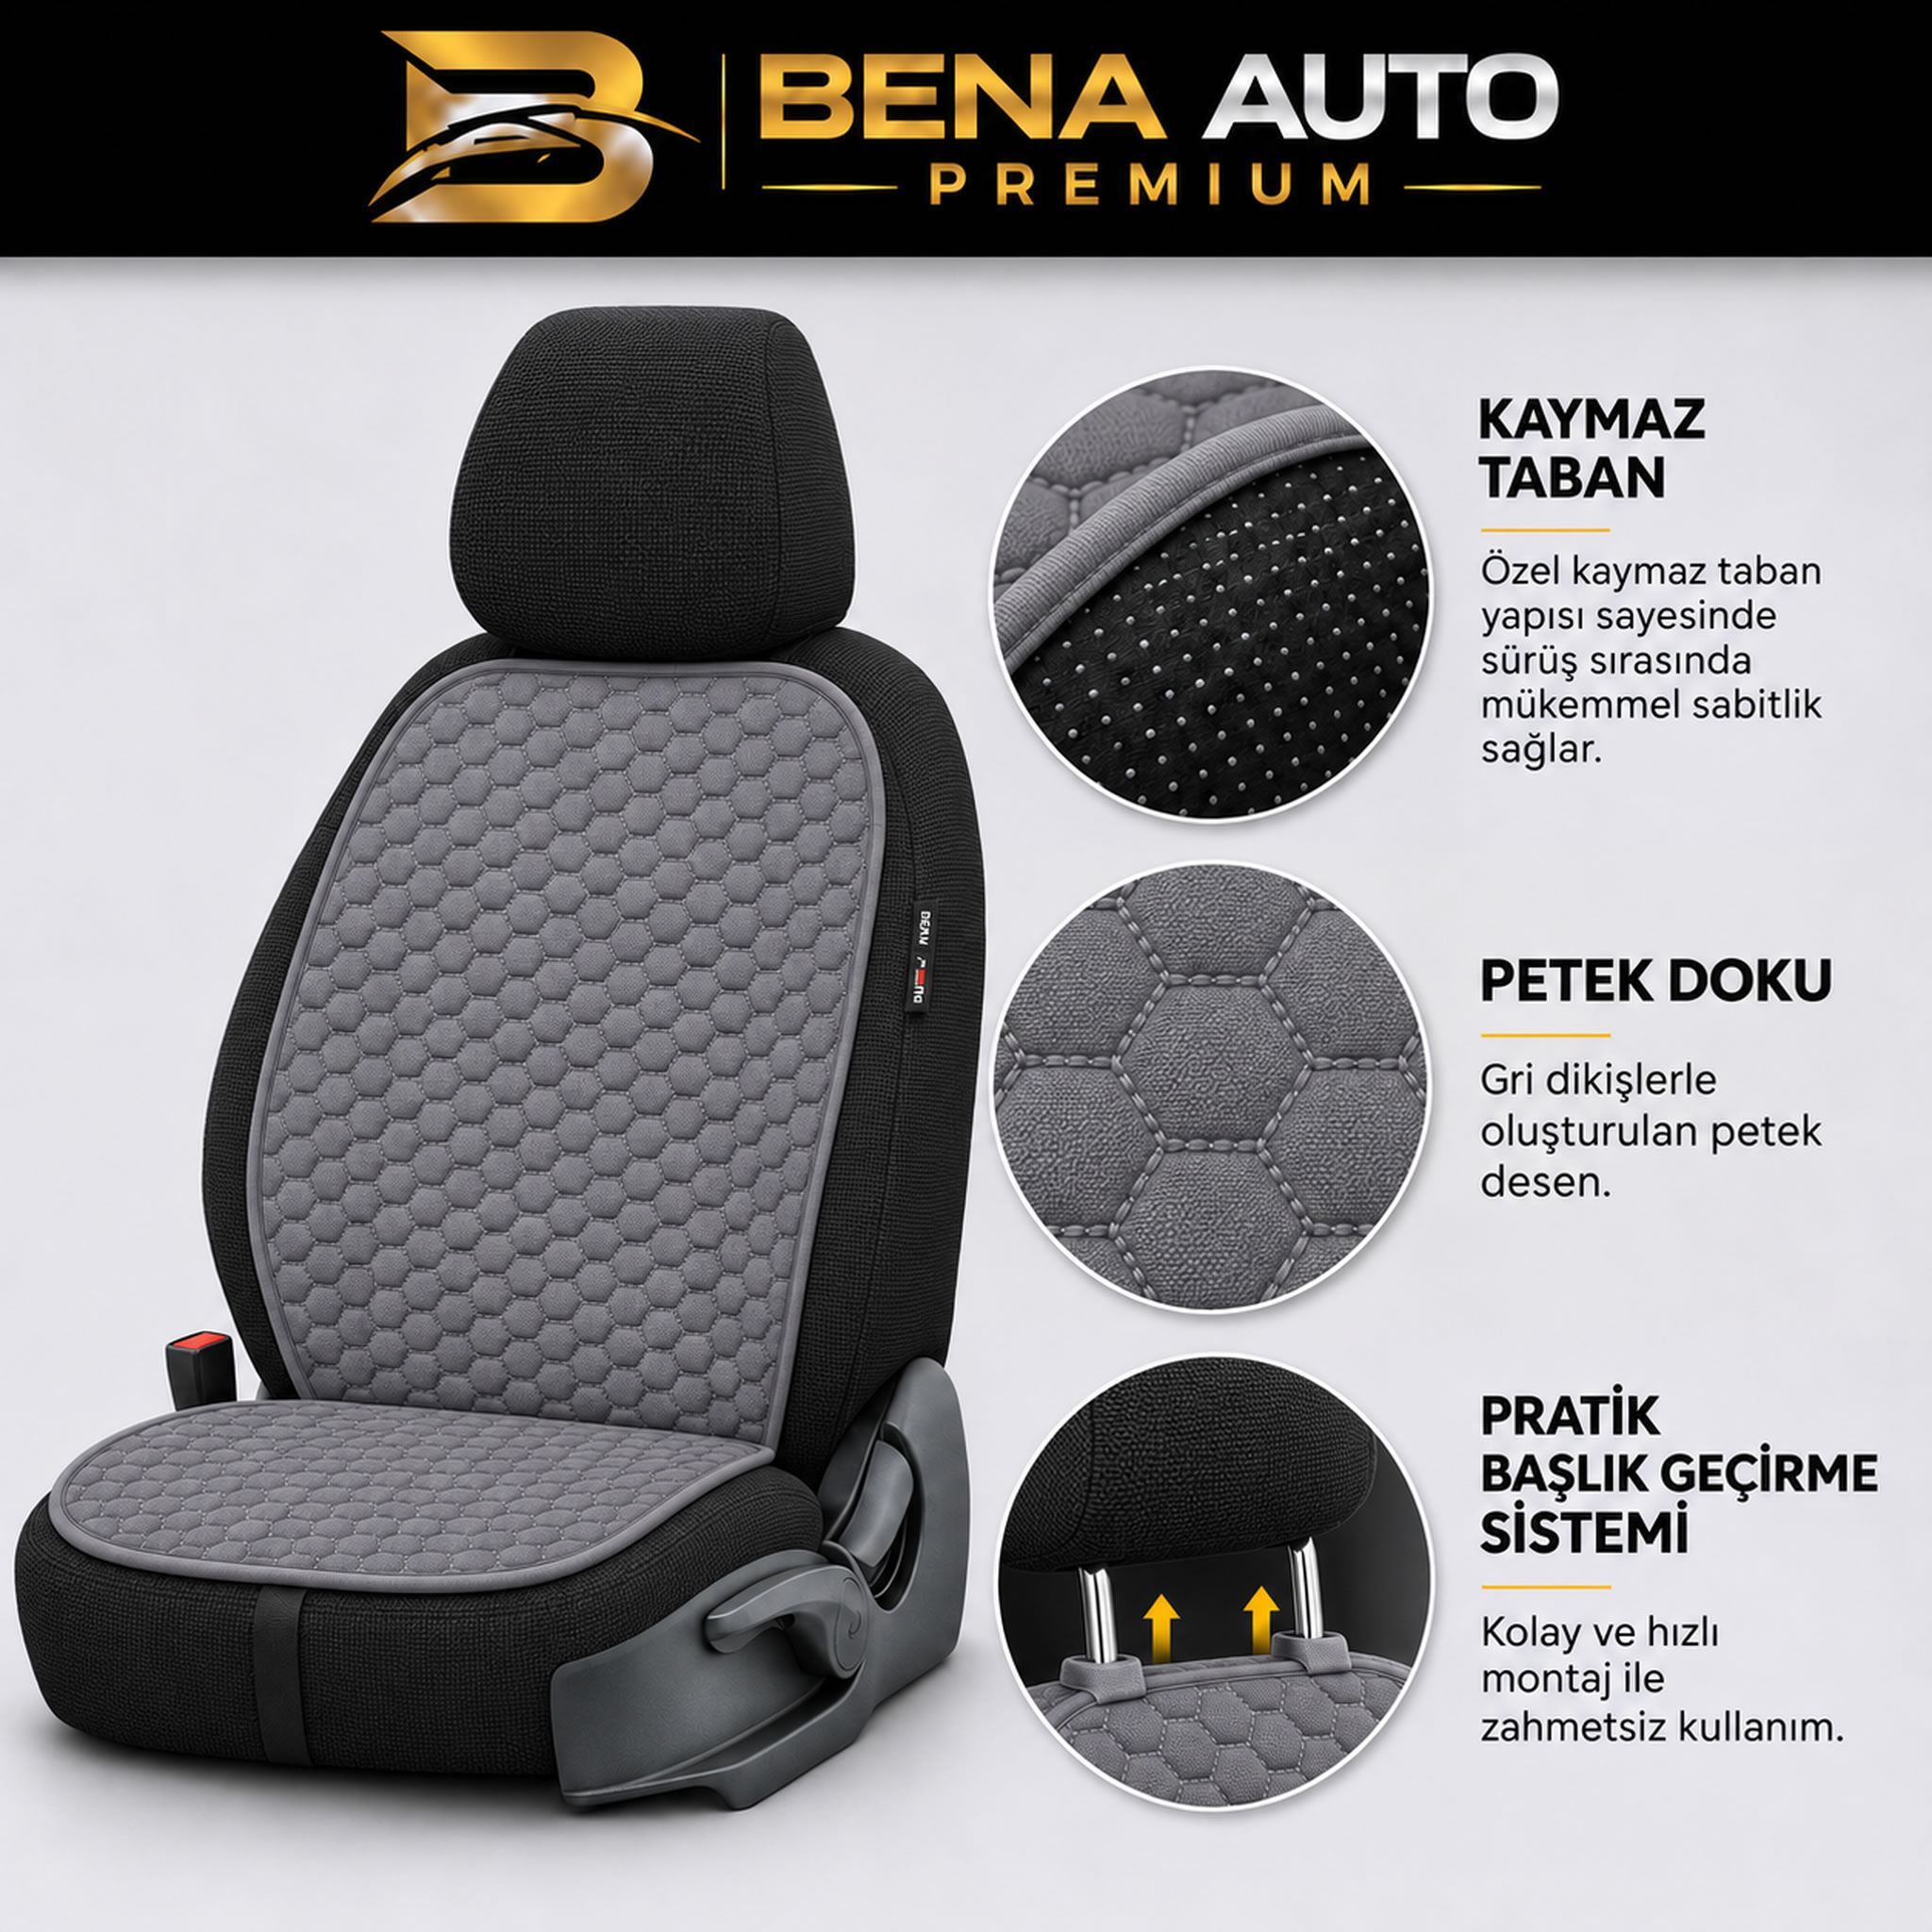 B
BENA AUTO
PREMIUM
KAYMAZ
TABAN
Özel kaymaz taban
yapısı sayesinde
sürüş sırasında
mükemmel sabitlik
sağlar.
PETEK DOKU
Gri dikişlerle
oluşturulan petek
desen.
PRATİK
BAŞLIK GEÇİRME
SİSTEMİ
Kolay ve hızlı
montaj ile
zahmetsiz kullanım.